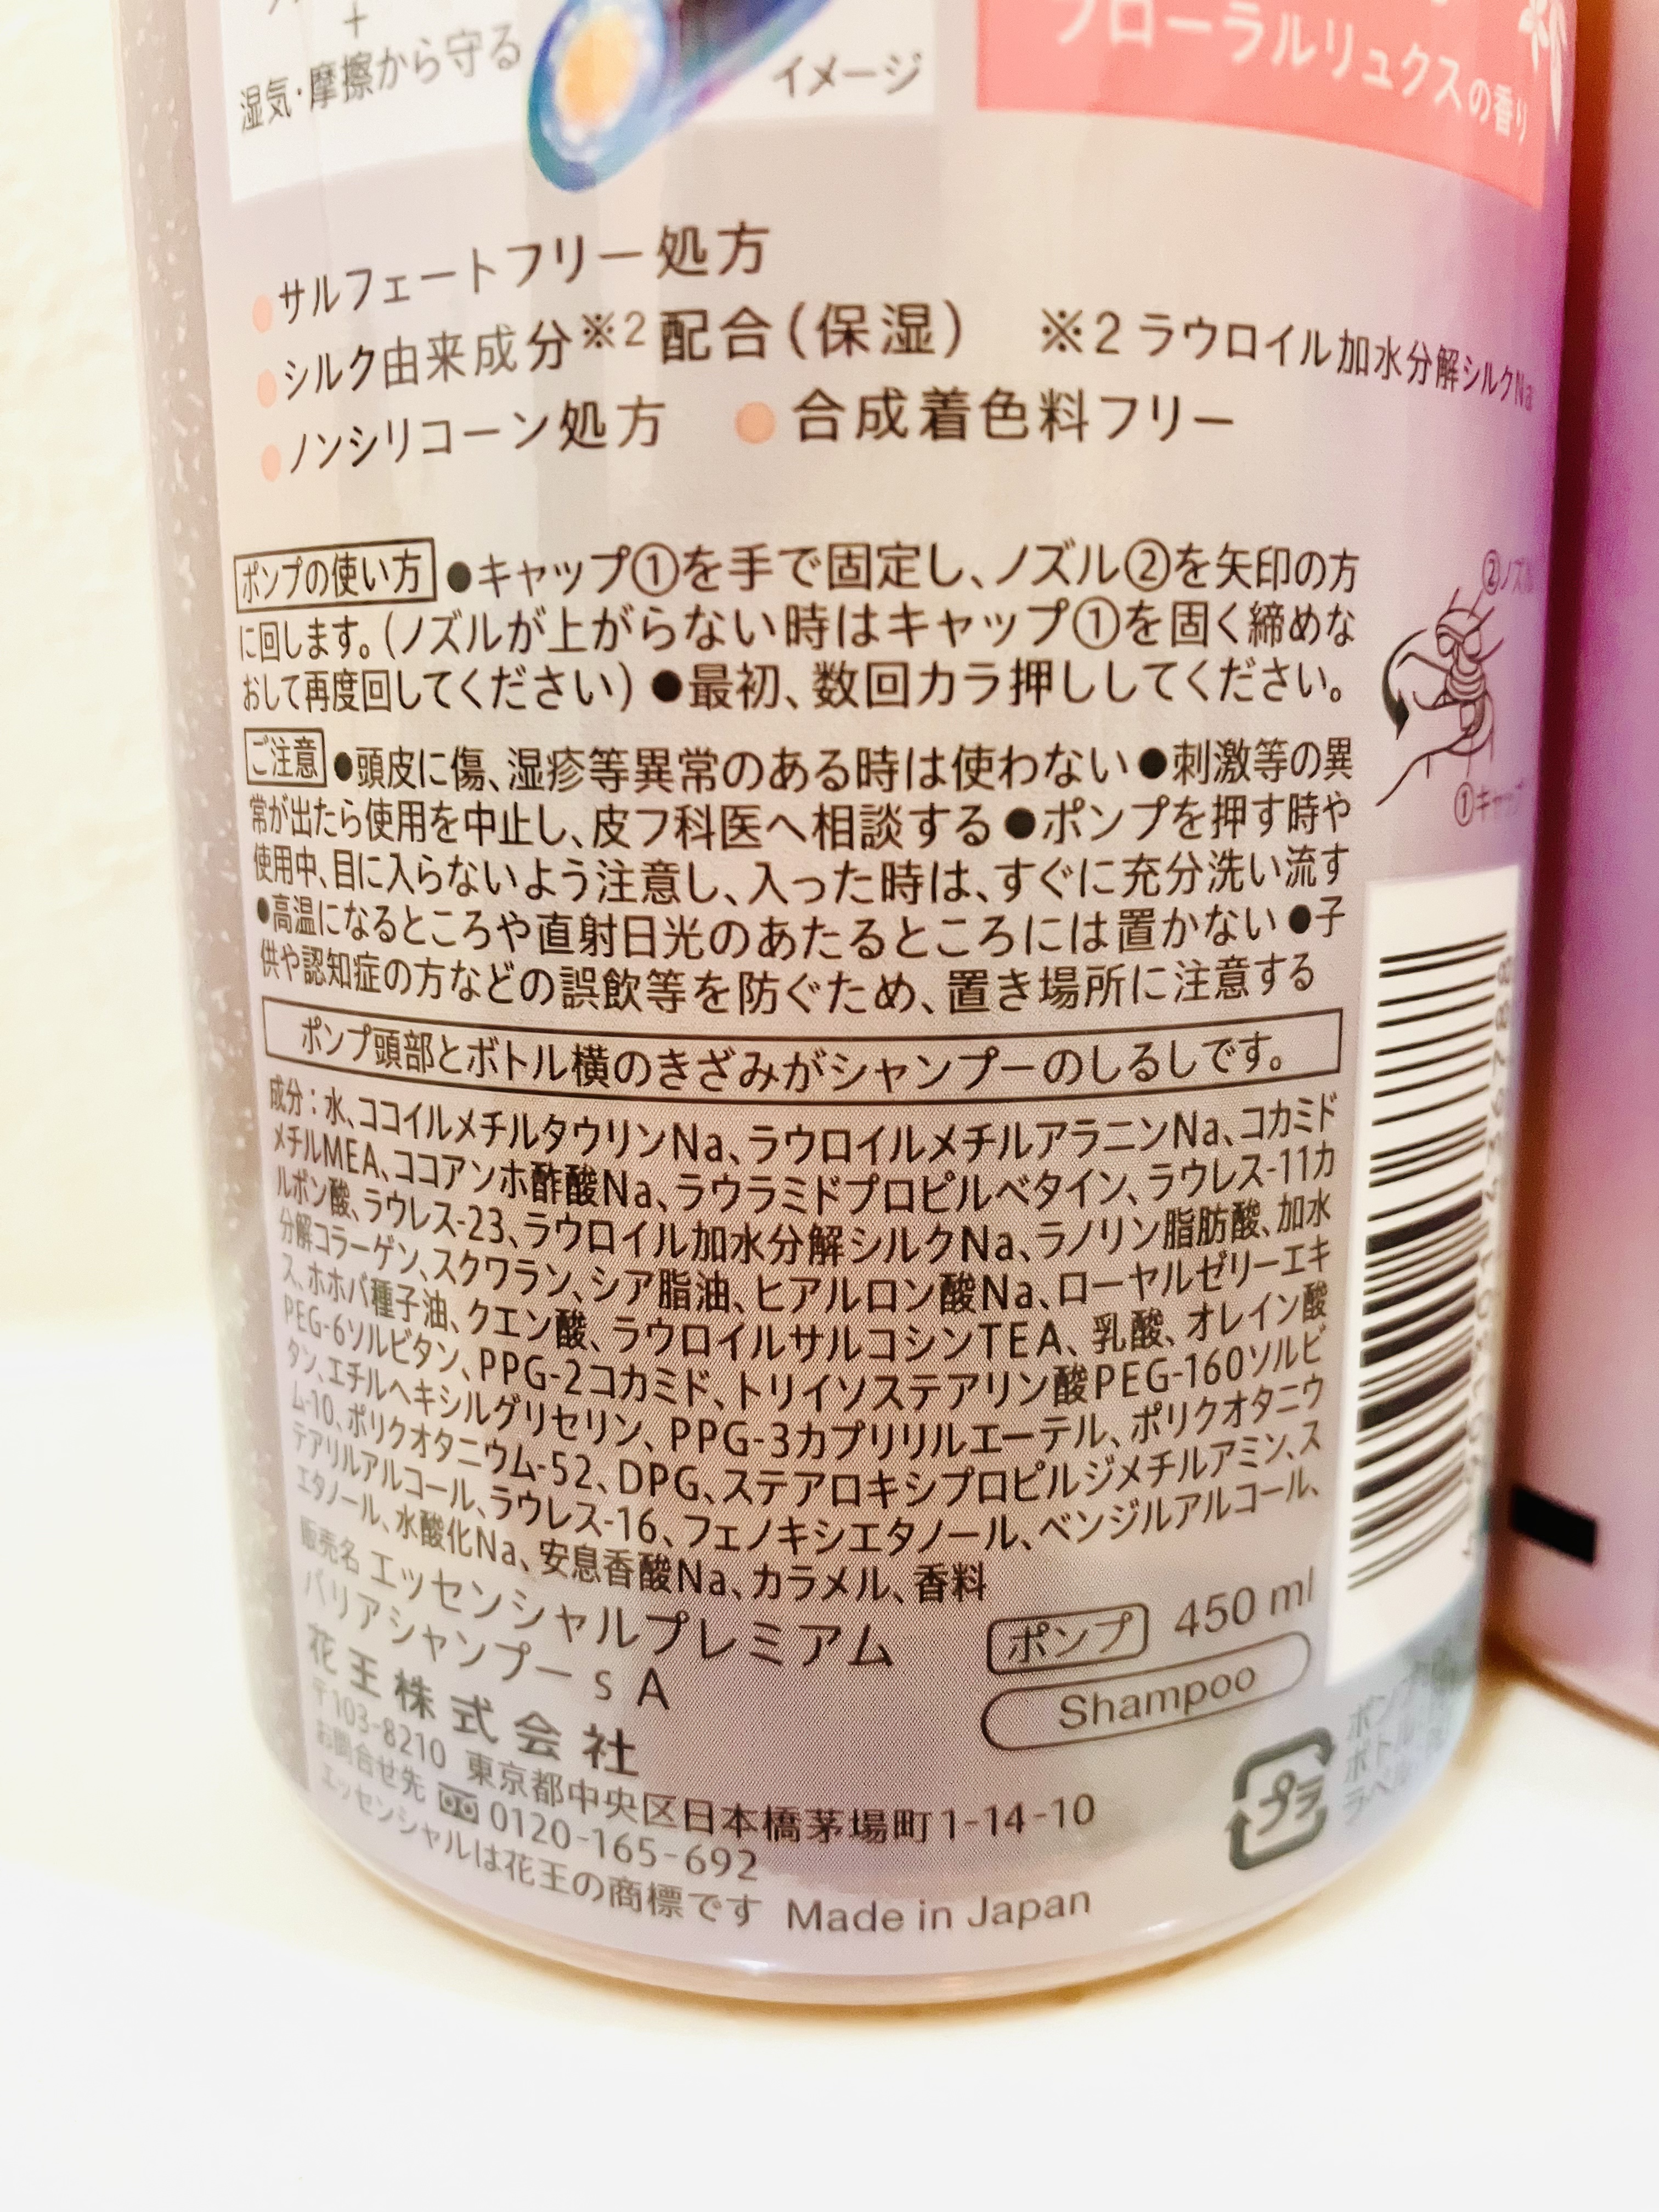 +
湿気・摩擦から守る
イメージ
フローラルリュクスの香り
サルフェートフリー処方
シルク由来成分※2配合(保湿) ※2 ラウロイル加水分解シルクNa
ノンシリコーン処方 合成着色料フリー
ポンプの使い方 ●キャップ①を手で固定し、ノズル②を矢印の方
に回します。(ノズルが上がらない時はキャップ①を固く締めな
おして再度回してください) ●最初、数回カラ押ししてください。
②ノズル
①キャップ
ご注意 ●頭皮に傷、湿疹等異常のある時は使わない ●刺激等の異
常が出たら使用を中止し、皮フ科医へ相談する ●ポンプを押す時や
使用中、目に入らないよう注意し、入った時は、すぐに充分洗い流す
●高温になるところや直射日光のあたるところには置かない ●子
供や認知症の方などの誤飲等を防ぐため、置き場所に注意する
ポンプ頭部とボトル横のきざみがシャンプーのしるしです。
成分:水、ココイルメチルタウリンNa、ラウロイルメチルアラニンNa、コカミド
メチルMEA、ココアンホ酢酸Na、ラウラミドプロピルベタイン、ラウレス-11カ
ルボン酸、ラウレス-23、ラウロイル加水分解シルクNa、ラノリン脂肪酸、加水
分解コラーゲン、スクワラン、シア脂油、ヒアルロン酸Na、ローヤルゼリーエキ
ス、ホホバ種子油、クエン酸、ラウロイルサルコシンTEA、乳酸、オレイン酸
PEG-6ソルビタン、PPG-2コカミド、トリイソステアリン酸PEG-160ソルビ
タン、エチルヘキシルグリセリン、PPG-3カプリリルエーテル、ポリクオタニウ
ム-10、ポリクオタニウム-52、DPG、ステアロキシプロピルジメチルアミン、ス
テアリルアルコール、ラウレス-16、フェノキシエタノール、ベンジルアルコール、
エタノール、水酸化Na、安息香酸Na、カラメル、香料
販売名 エッセンシャルプレミアム
バリアシャンプーsA
ポンプ 450 ml
Shampoo
花王株式会社
〒103-8210 東京都中央区日本橋茅場町1-14-10
お問合せ先 0120-165-692
エッセンシャルは花王の商標です Made in Japan
プラ